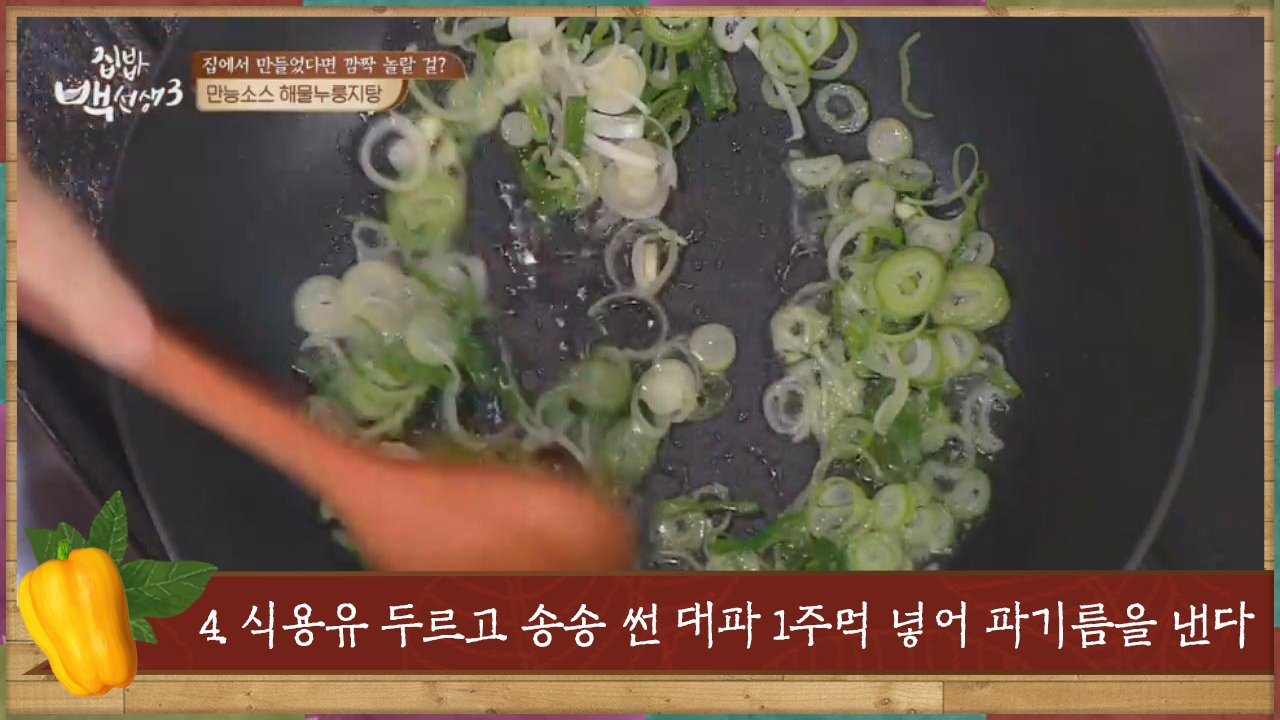 집밥
백선생3
집에서 만들었다면 깜짝 놀랄 걸?
만능소스 해물누룽지탕
4. 식용유 두르고 송송 썬 대파 1주먹 넣어 파기름을 낸다